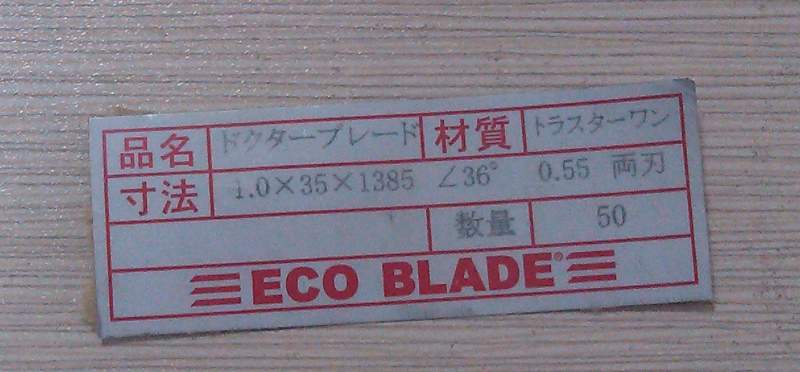 品名 ドクターブレード 材質 トラスターワン
寸法 1.0×35×1385 ∠36° 0.55 両刃
数量 50
ECO BLADE®